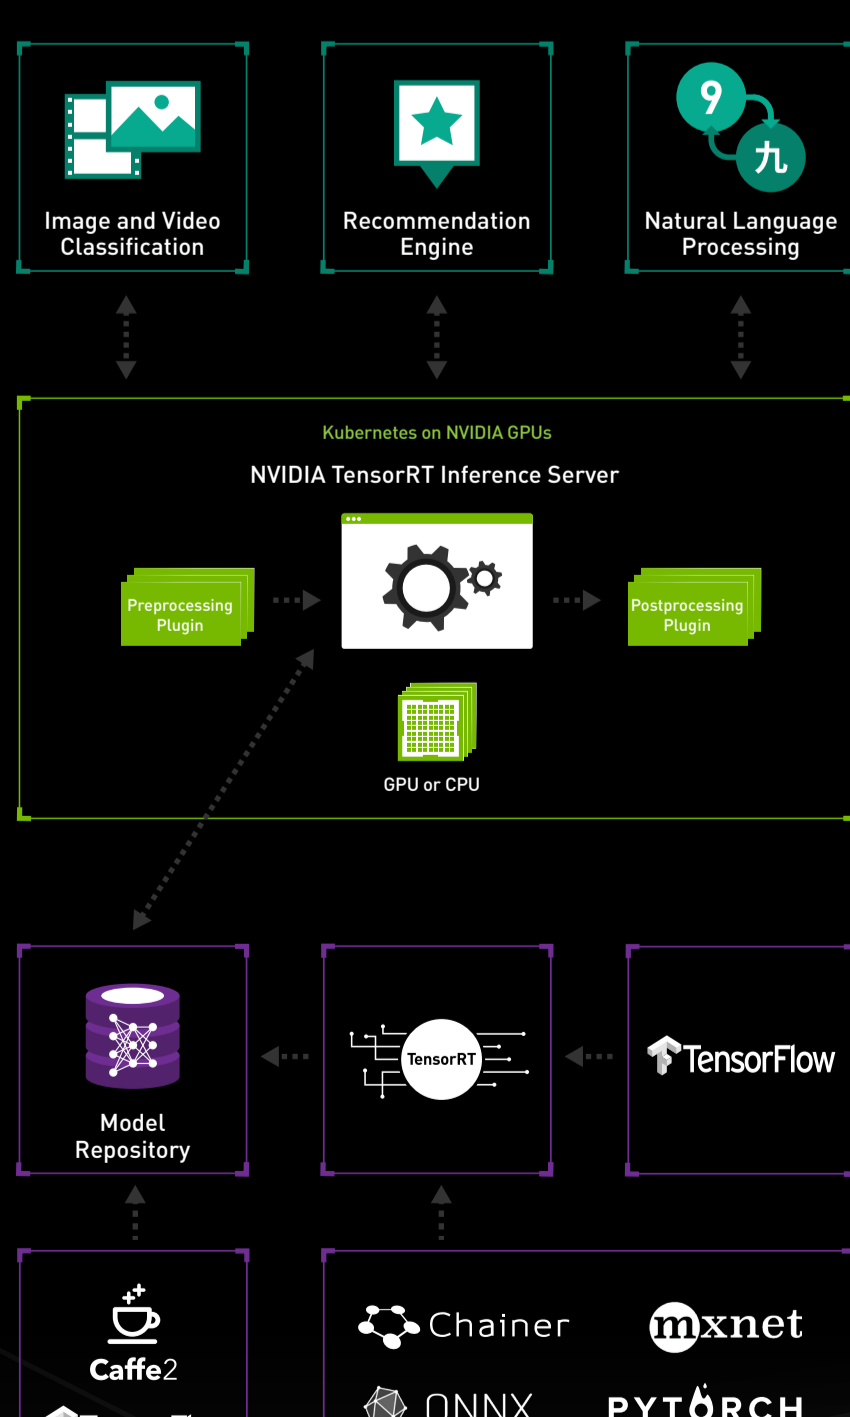 9
九
Image and Video
Classification
Recommendation
Engine
Natural Language
Processing
Kubernetes on NVIDIA GPUs
NVIDIA TensorRT Inference Server
Preprocessing
Plugin
Postprocessing
Plugin
GPU or CPU
TensorRT
TensorFlow
Model
Repository
Caffe2
Chainer
mxnet
ONNX
PYTORCH